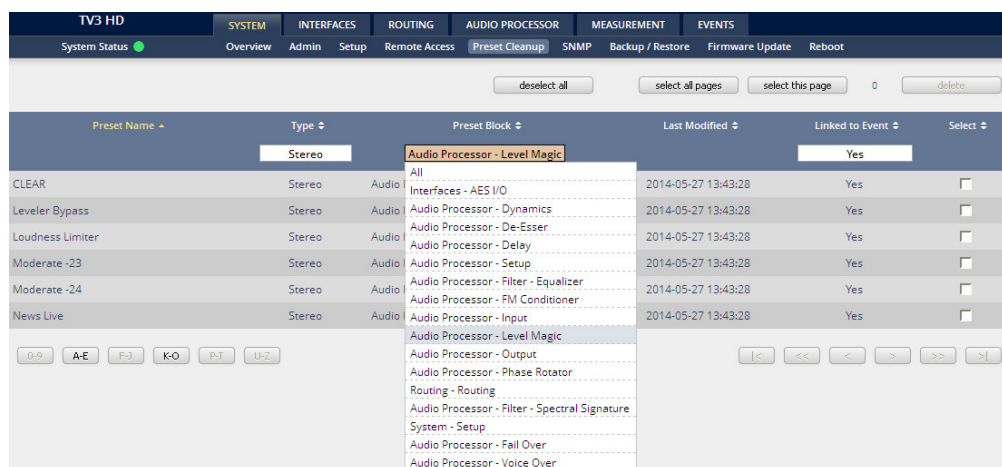 TV3 HD SYSTEM INTERFACES ROUTING AUDIO PROCESSOR MEASUREMENT EVENTS
System Status Overview Admin Setup Remote Access Preset Cleanup SNMP Backup / Restore Firmware Update Reboot
deselect all select all pages select this page 0 delete
Preset Name Type Preset Block Last Modified Linked to Event Select
Stereo Audio Processor - Level Magic Yes
CLEAR Stereo Audio 2014-05-27 13:43:28 Yes
Leveler Bypass Stereo Audio 2014-05-27 13:43:28 Yes
Loudness Limiter Stereo Audio 2014-05-27 13:43:28 Yes
Moderate -23 Stereo Audio 2014-05-27 13:43:28 Yes
Moderate -24 Stereo Audio 2014-05-27 13:43:28 Yes
News Live Stereo Audio 2014-05-27 13:43:28 Yes
All
Interfaces - AES I/O
Audio Processor - Dynamics
Audio Processor - De-Esser
Audio Processor - Delay
Audio Processor - Setup
Audio Processor - Filter - Equalizer
Audio Processor - FM Conditioner
Audio Processor - Input
Audio Processor - Level Magic
Audio Processor - Output
Audio Processor - Phase Rotator
Routing - Routing
Audio Processor - Filter - Spectral Signature
System - Setup
Audio Processor - Fail Over
Audio Processor - Voice Over
0-9 A-E F-J K-O P-T U-Z |< << < > >> >|